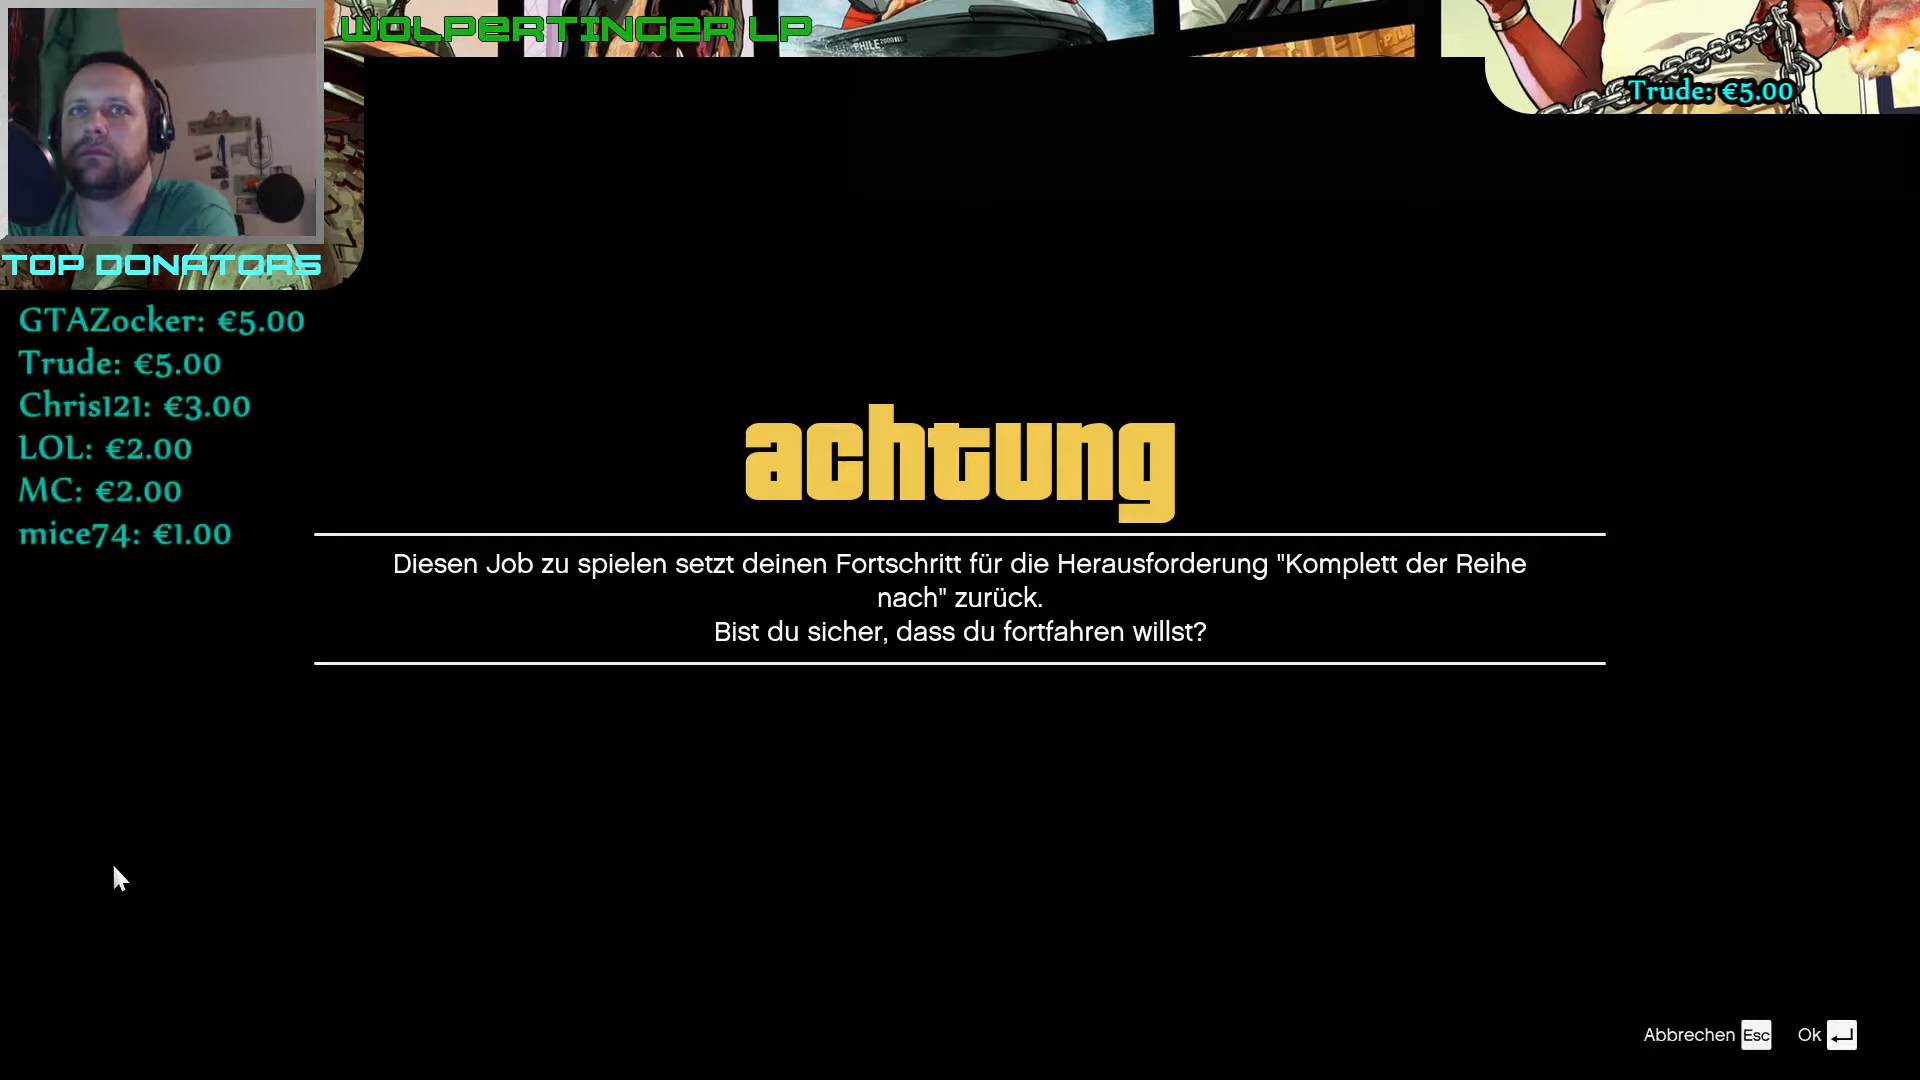 WOLPERTINGER LP
PHILE
Trude: €5.00
TOP DONATORS
GTAZocker: €5.00
Trude: €5.00
Chris121: €3.00
LOL: €2.00
MC: €2.00
mice74: €1.00
achtung
Diesen Job zu spielen setzt deinen Fortschritt für die Herausforderung "Komplett der Reihe
nach" zurück.
Bist du sicher, dass du fortfahren willst?
Abbrechen Esc Ok